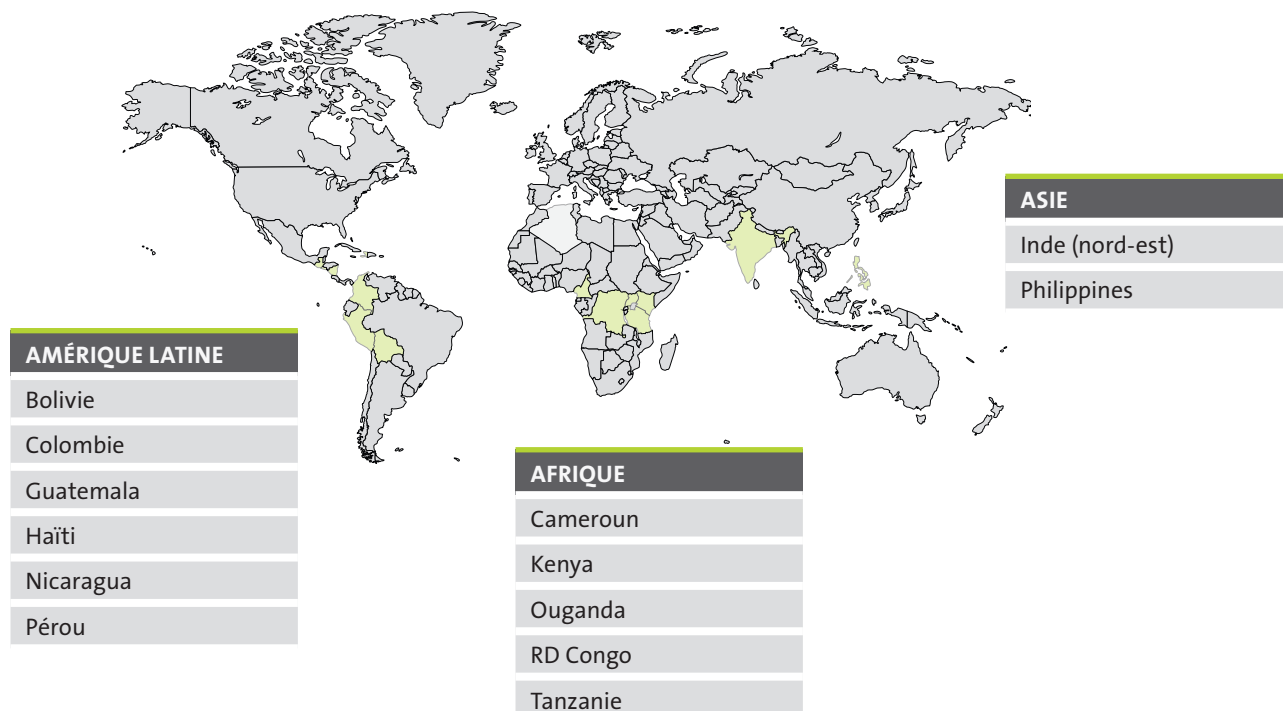 ASIE
Inde (nord-est)
Philippines
AMÉRIQUE LATINE
Bolivie
Colombie
Guatemala
Haïti
Nicaragua
Pérou
AFRIQUE
Cameroun
Kenya
Ouganda
RD Congo
Tanzanie